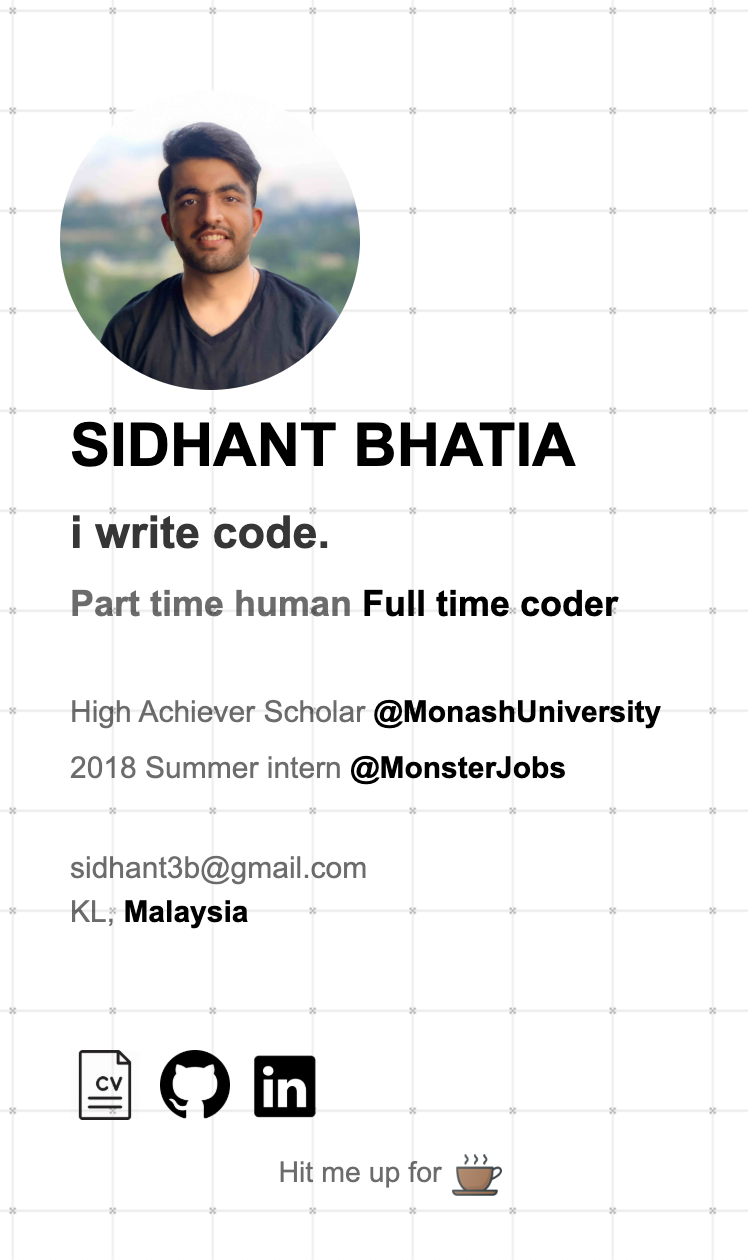 SIDHANT BHATIA
i write code.
Part time human Full time coder
High Achiever Scholar @MonashUniversity
2018 Summer intern @MonsterJobs
sidhant3b@gmail.com
KL, Malaysia
CV
in
Hit me up for